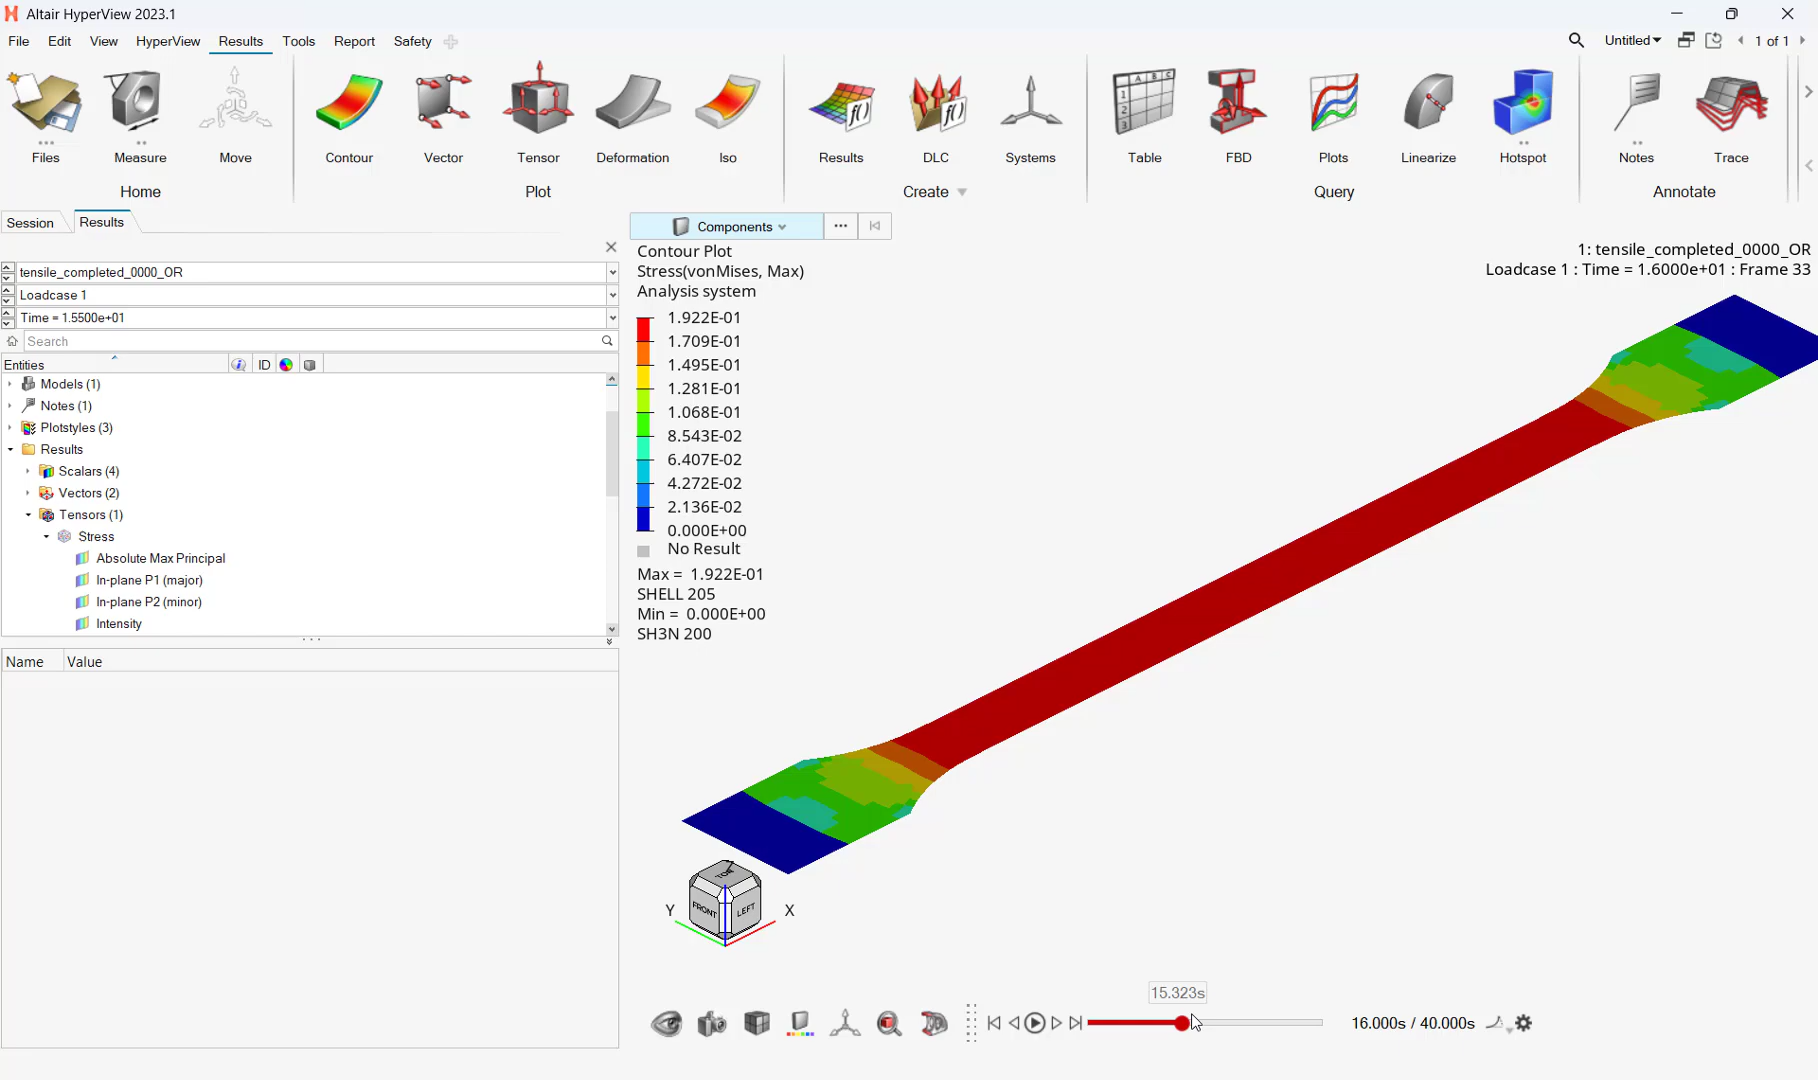 Altair HyperView 2023.1
File Edit View HyperView Results Tools Report Safety
Untitled 1 of 1
Files Measure Move Contour Vector Tensor Deformation Iso Results DLC Systems Table FBD Plots Linearize Hotspot Notes Trace
Home Plot Create Query Annotate
Session Results
Components
tensile_completed_0000_OR
Loadcase 1
Time = 1.5500e+01
Search
Entities ID
Models (1)
Notes (1)
Plotstyles (3)
Results
Scalars (4)
Vectors (2)
Tensors (1)
Stress
Absolute Max Principal
In-plane P1 (major)
In-plane P2 (minor)
Intensity
Name Value
Contour Plot
Stress(vonMises, Max)
Analysis system
1.922E-01
1.709E-01
1.495E-01
1.281E-01
1.068E-01
8.543E-02
6.407E-02
4.272E-02
2.136E-02
0.000E+00
No Result
Max = 1.922E-01
SHELL 205
Min = 0.000E+00
SH3N 200
1: tensile_completed_0000_OR
Loadcase 1 : Time = 1.6000e+01 : Frame 33
TOP
FRONT LEFT
Y X
15.323s
16.000s / 40.000s